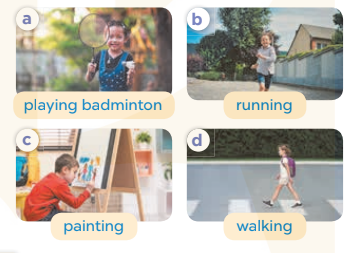 a
playing badminton
b
running
c
painting
d
walking